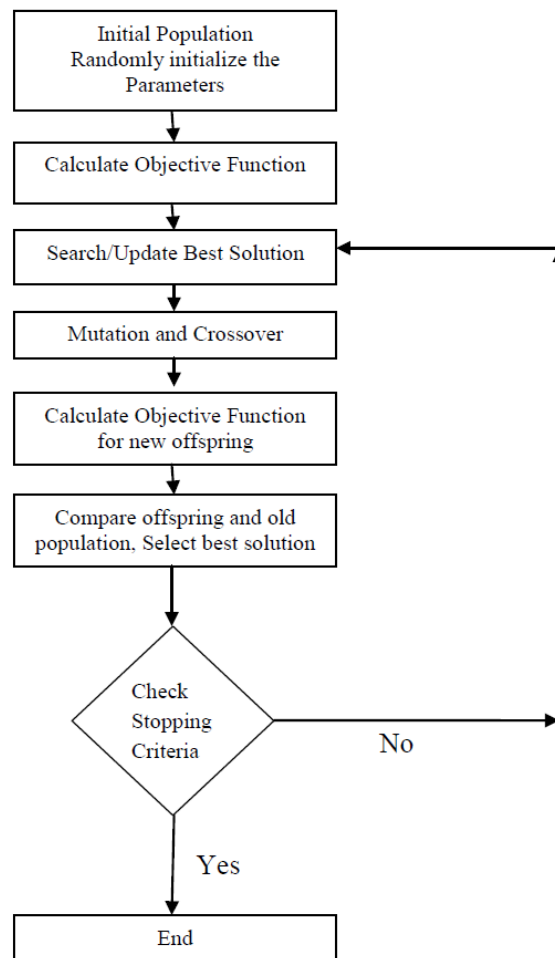 Initial Population
Randomly initialize the
Parameters
Calculate Objective Function
Search/Update Best Solution
Mutation and Crossover
Calculate Objective Function
for new offspring
Compare offspring and old
population, Select best solution
Check
Stopping
Criteria
No
Yes
End